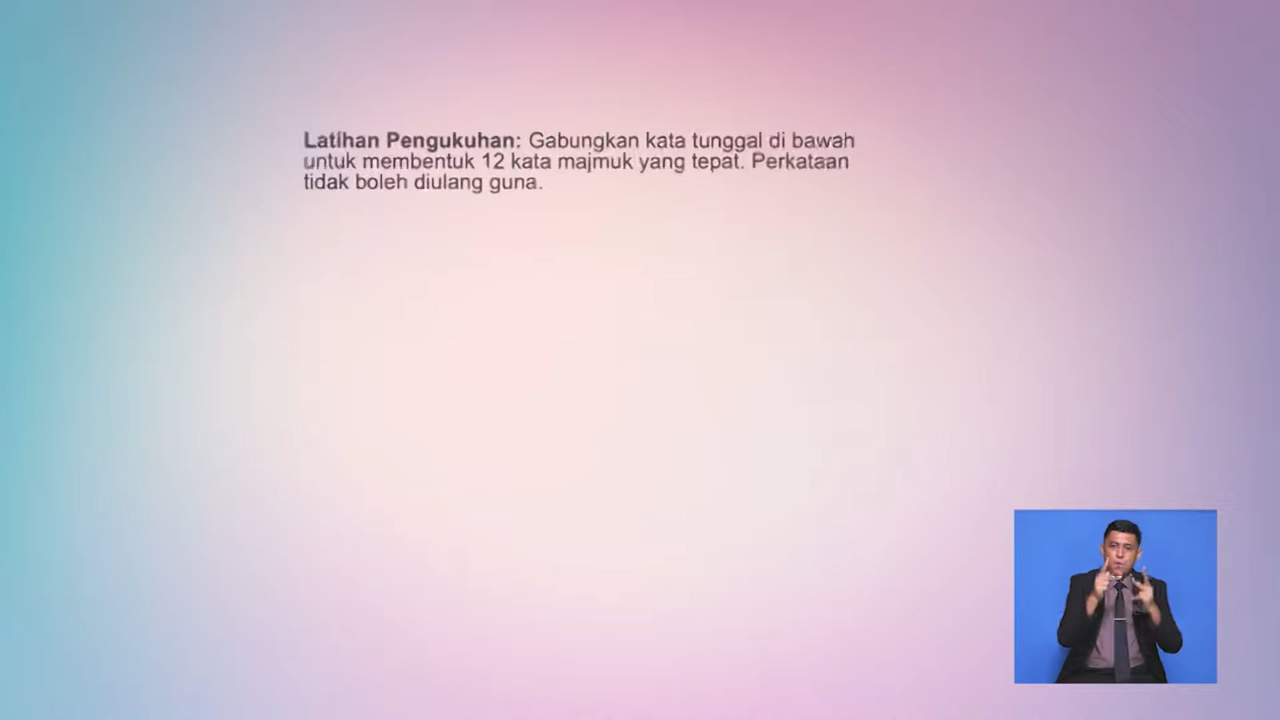 Latihan Pengukuhan: Gabungkan kata tunggal di bawah
untuk membentuk 12 kata majmuk yang tepat. Perkataan
tidak boleh diulang guna.